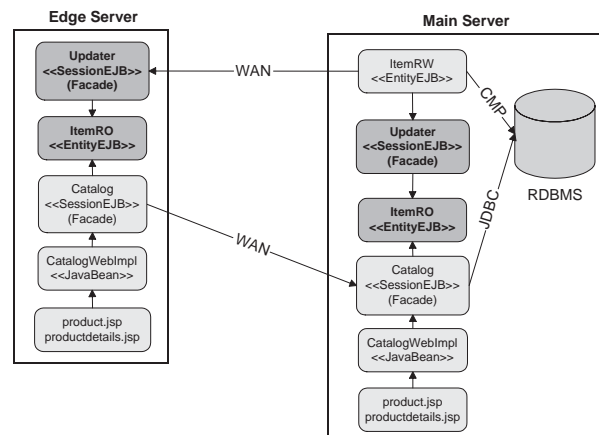 Edge Server
Updater
<<SessionEJB>>
(Facade)
ItemRO
<<EntityEJB>>
Catalog
<<SessionEJB>>
(Facade)
CatalogWebImpl
<<JavaBean>>
product.jsp
productdetails.jsp
WAN
WAN
Main Server
ItemRW
<<EntityEJB>>
Updater
<<SessionEJB>>
(Facade)
ItemRO
<<EntityEJB>>
Catalog
<<SessionEJB>>
(Facade)
CatalogWebImpl
<<JavaBean>>
product.jsp
productdetails.jsp
CMP
JDBC
RDBMS